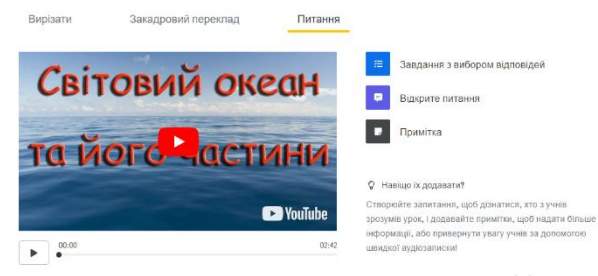 Вирізати Закадровий переклад Питання
Світовий океан
та його частини
YouTube
00:00 02:42
Завдання з вибором відповідей
Відкрите питання
Примітка
Навіщо їх додавати?
Створюйте запитання, щоб дізнатися, хто з учнів
зрозумів урок, і додавайте примітки, щоб надати більше
інформації, або привернути увагу учнів за допомогою
швидкої аудіозаписки!